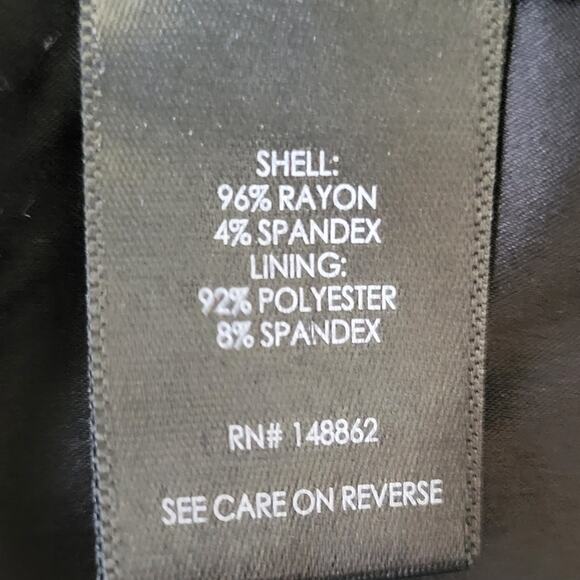 SHELL:
96% RAYON
4% SPANDEX
LINING:
92% POLYESTER
8% SPANDEX
RN# 148862
SEE CARE ON REVERSE